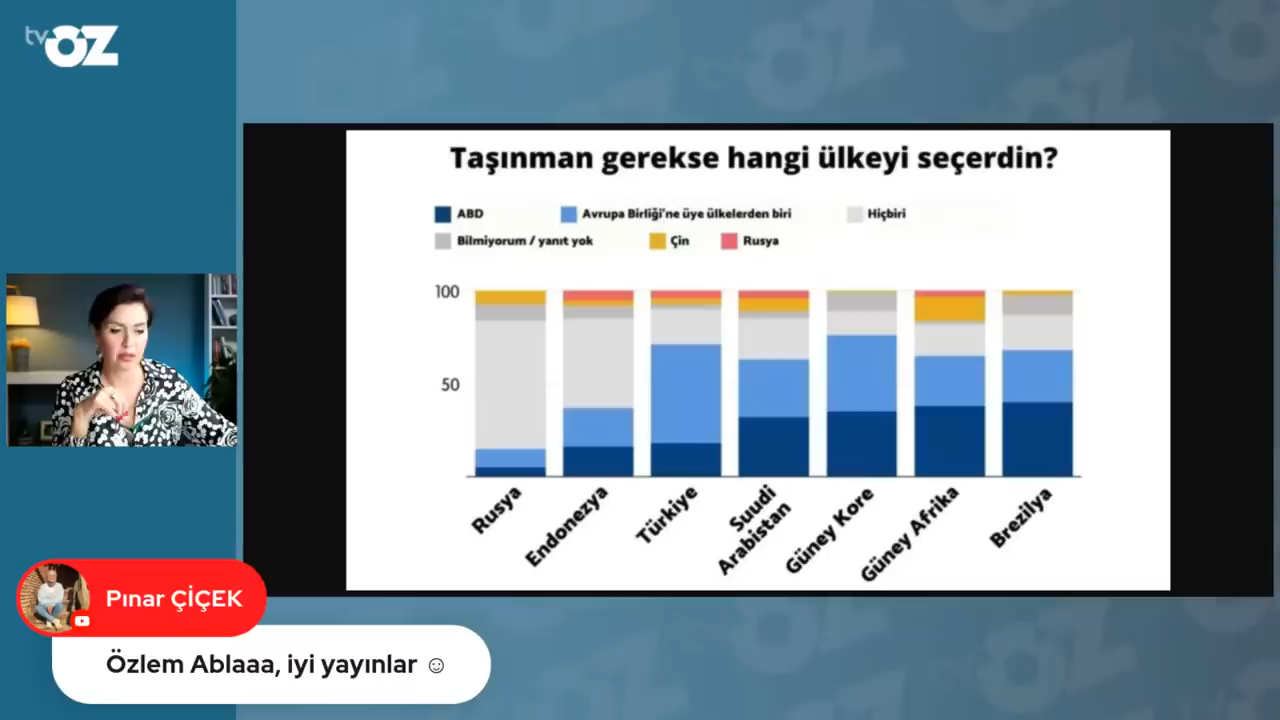 tvÖZ
Taşınman gerekse hangi ülkeyi seçerdin?
ABD
Avrupa Birliği'ne üye ülkelerden biri
Hiçbiri
Bilmiyorum / yanıt yok
Çin
Rusya
100
50
Rusya
Endonezya
Türkiye
Suudi
Arabistan
Güney Kore
Güney Afrika
Brezilya
Pınar ÇİÇEK
Özlem Ablaaa, iyi yayınlar ☺